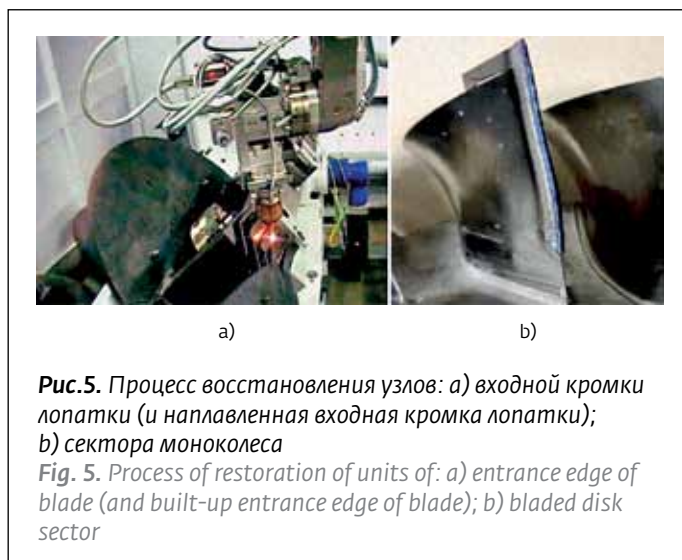 a)
b)
Рис.5. Процесс восстановления узлов: a) входной кромки
лопатки (и наплавленная входная кромка лопатки);
b) сектора моноколеса
Fig. 5. Process of restoration of units of: a) entrance edge of
blade (and built-up entrance edge of blade); b) bladed disk
sector